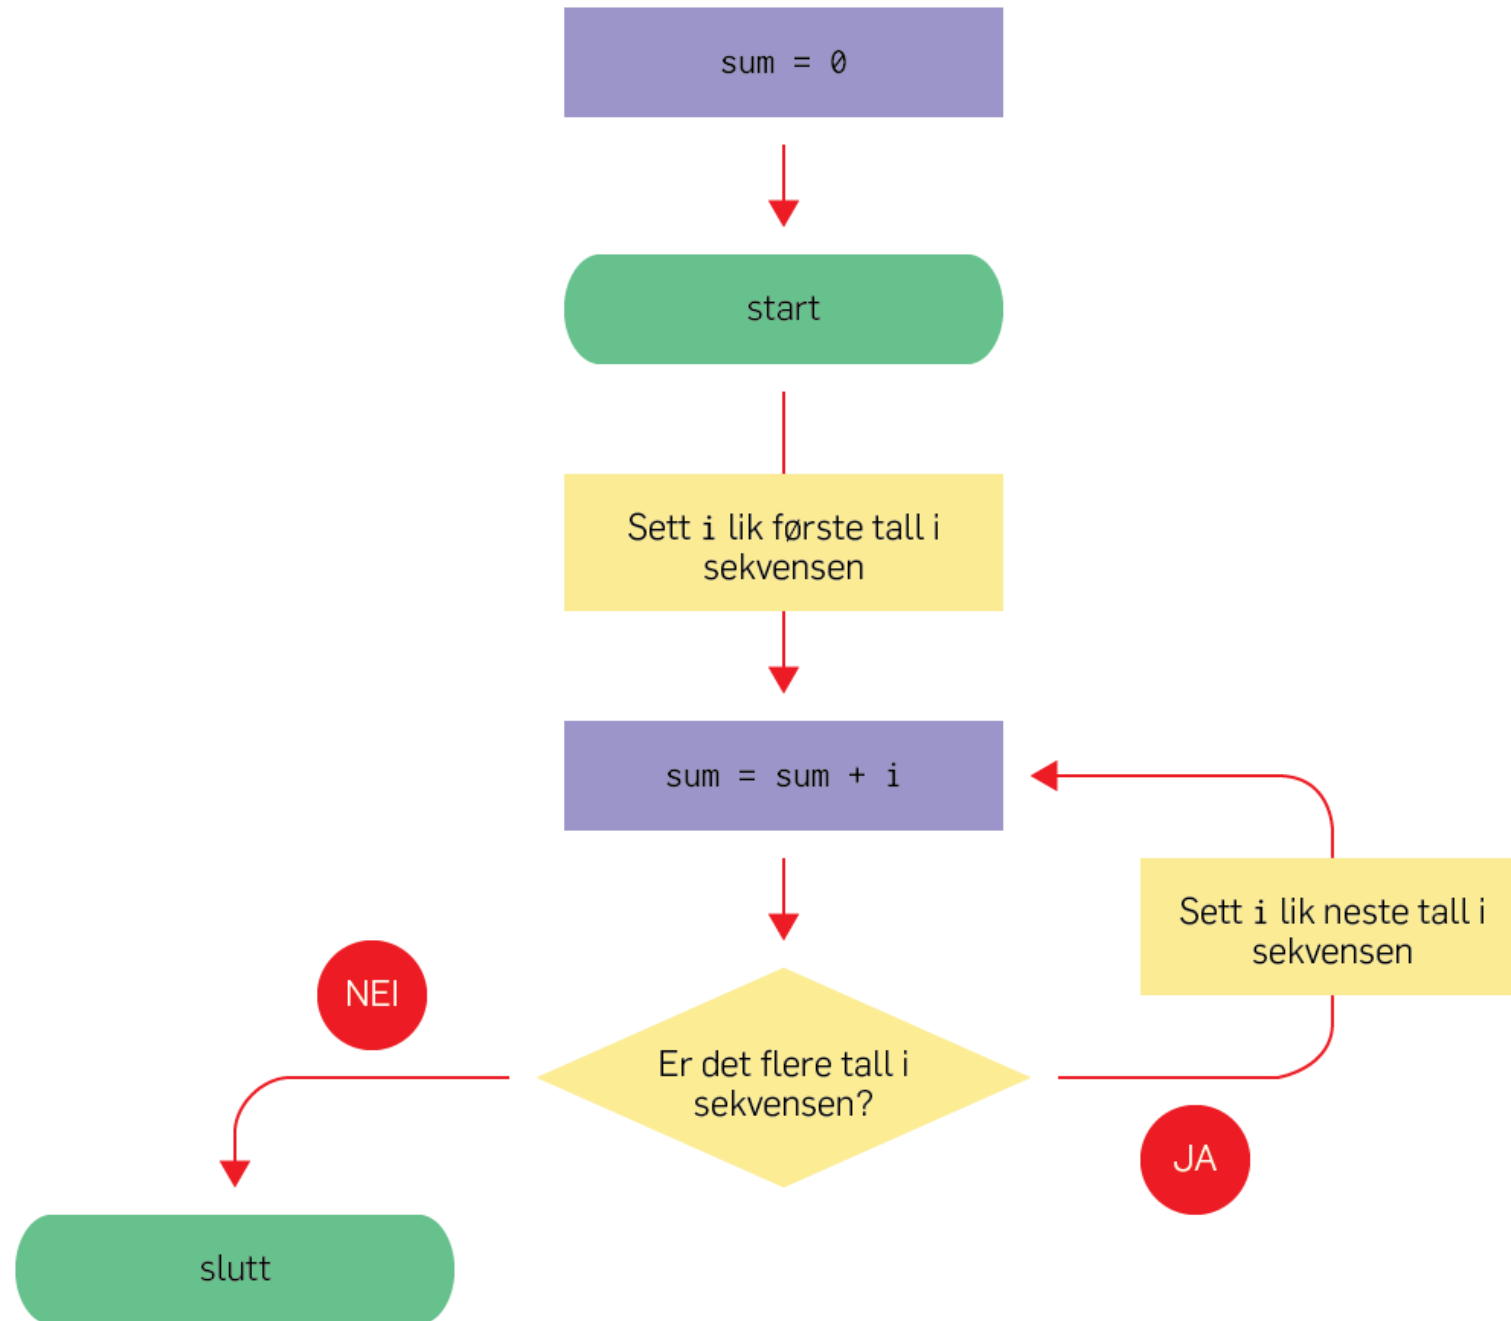 sum = 0
start
Sett i lik første tall i
sekvensen
sum = sum + i
Sett i lik neste tall i
sekvensen
NEI
Er det flere tall i
sekvensen?
JA
slutt